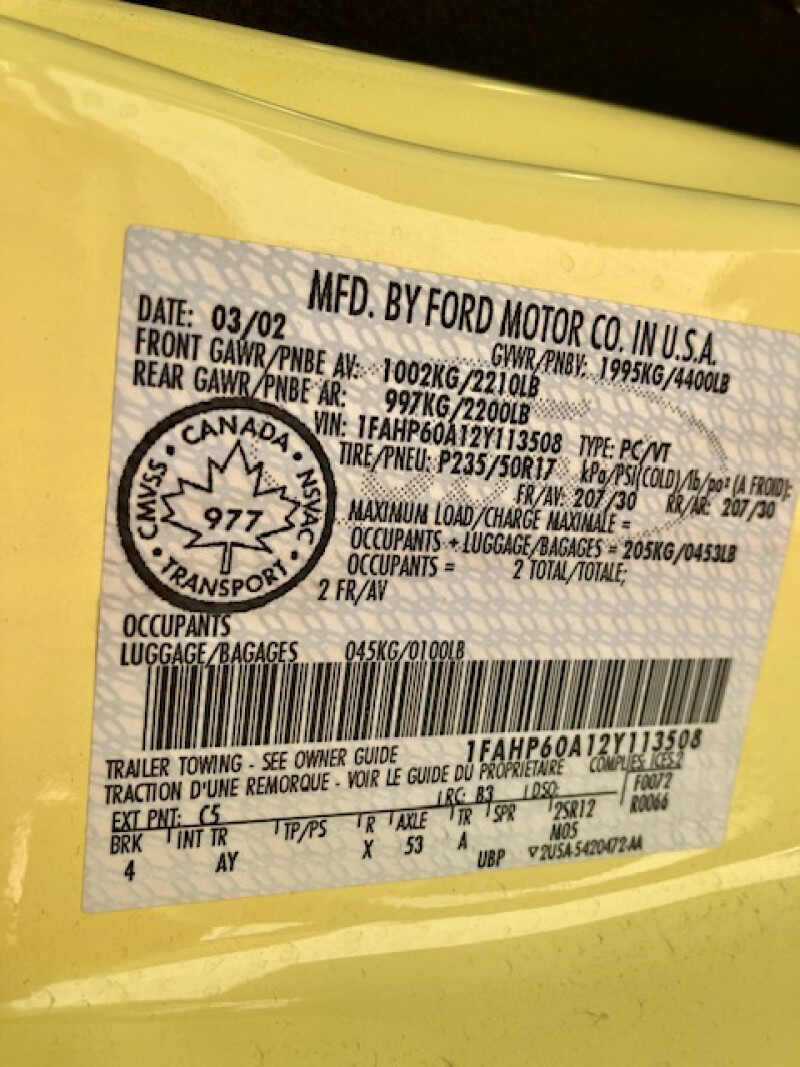 MFD. BY FORD MOTOR CO. IN U.S.A.
DATE: 03/02 GVWR/PNBV: 1995KG/4400LB
FRONT GAWR/PNBE AV: 1002KG/2210LB
REAR GAWR/PNBE AR: 997KG/2200LB
VIN: 1FAHP60A12Y113508 TYPE: PC/VT
TIRE/PNEU: P235/50R17 kPa/PSI(COLD)/lb/po² (A FROID):
FR/AV: 207/30 RR/AR: 207/30
MAXIMUM LOAD/CHARGE MAXIMALE =
OCCUPANTS + LUGGAGE/BAGAGES = 205KG/0453LB
OCCUPANTS = 2 TOTAL/TOTALE;
2 FR/AV
CANADA
CMVSS
NSVAC
977
TRANSPORT
OCCUPANTS
LUGGAGE/BAGAGES 045KG/0100LB
1FAHP60A12Y113508
TRAILER TOWING - SEE OWNER GUIDE COMPLIES: ICES-2
TRACTION D'UNE REMORQUE - VOIR LE GUIDE DU PROPRIETAIRE
EXT PNT: C5 RC: B3 DSO: F0072
BRK INT TR TP/PS R AXLE TR SPR 2SR12 R0066
4 AY X 53 A M05
UBP 2USA-5420472-AA